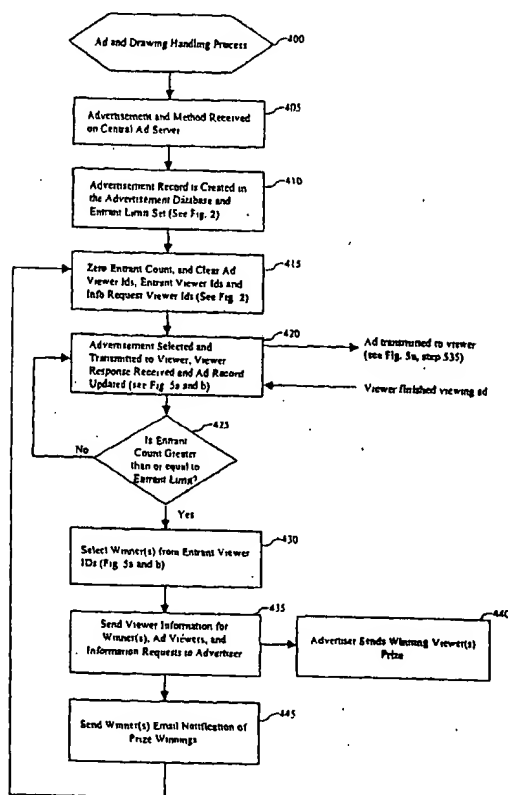 Ad and Drawing Handling Process
400
405
Advertisement and Method Received
on Central Ad Server
410
Advertisement Record is Created in
the Advertisement Database and
Entrant Limit Set (See Fig. 2)
415
Zero Entrant Count, and Clear Ad
Viewer Ids, Entrant Viewer Ids and
Info Request Viewer Ids (See Fig. 2)
420
Advertisement Selected and
Transmitted to Viewer, Viewer
Response Received and Ad Record
Updated (see Fig. 5a and b)
Ad transmitted to viewer
(see Fig. 5a, step 535)
Viewer finished viewing ad
425
Is Entrant
Count Greater
than or equal to
Entrant Limit?
No
Yes
430
Select Winner(s) from Entrant Viewer
IDs (Fig. 5a and b)
435
Send Viewer Information for
Winner(s), Ad Viewers, and
Information Requests to Advertiser
440
Advertiser Sends Winning Viewer(s)
Prize
445
Send Winner(s) Email Notification of
Prize Winnings